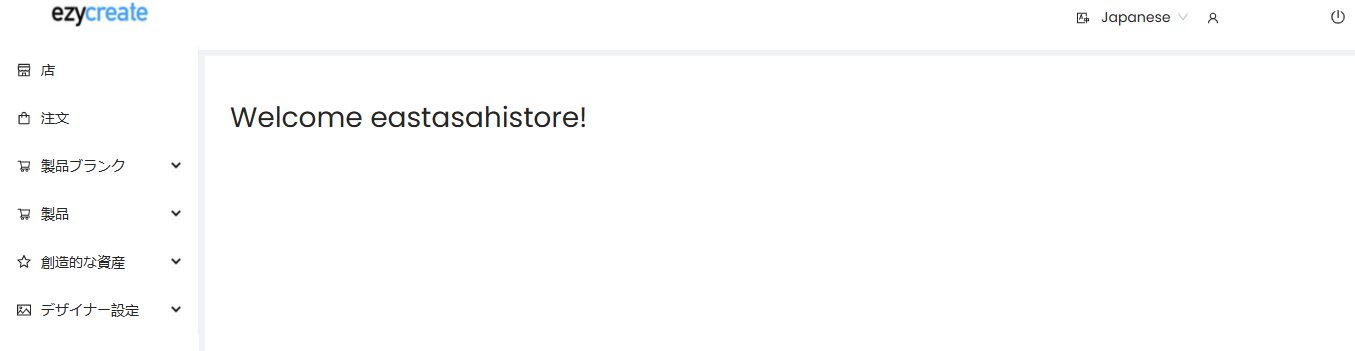 ezycreate
Japanese
店
注文
製品ブランク
製品
創造的な資産
デザイナー設定
Welcome eastasahistore!